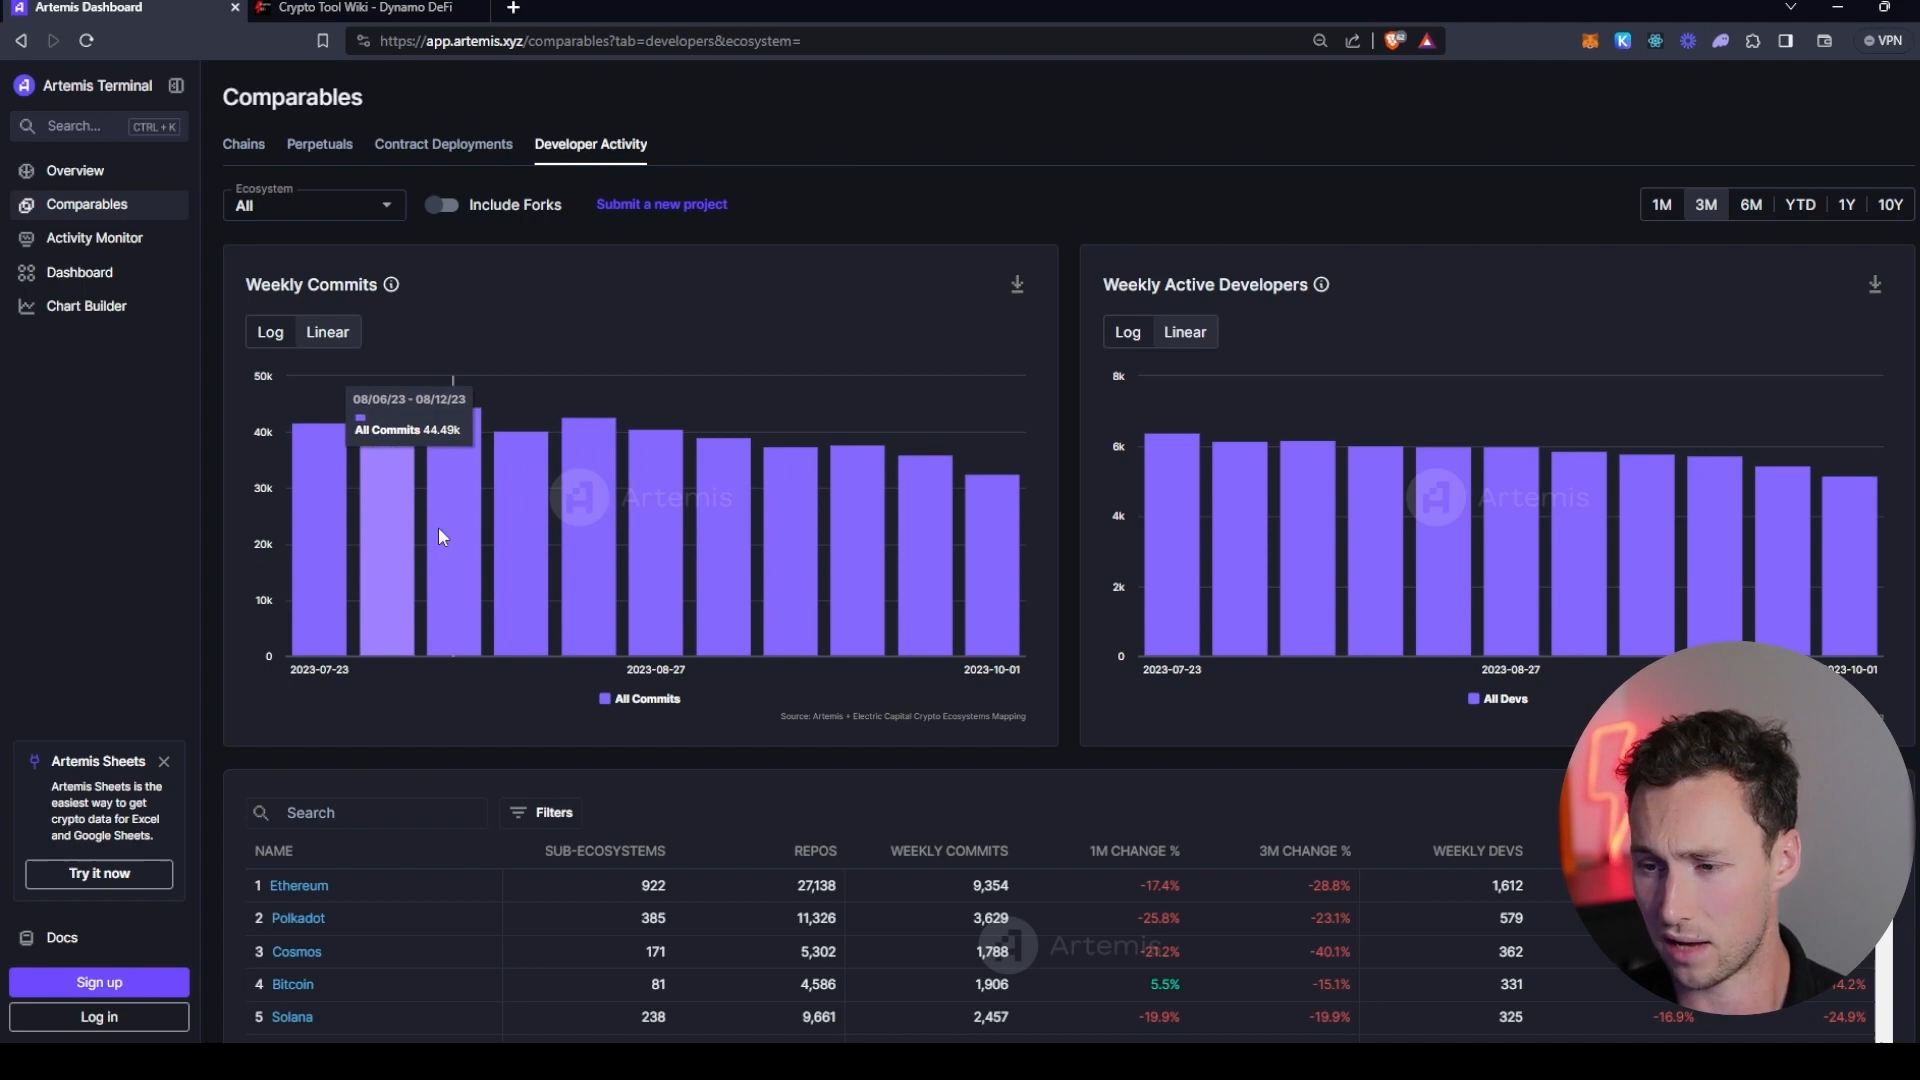 Artemis Dashboard
Crypto Tool Wiki - Dynamo DeFi
https://app.artemis.xyz/comparables?tab=developers&ecosystem=
VPN
Artemis Terminal
Search...
CTRL + K
Overview
Comparables
Activity Monitor
Dashboard
Chart Builder
Artemis Sheets
Artemis Sheets is the
easiest way to get
crypto data for Excel
and Google Sheets.
Try it now
Docs
Sign up
Log in
Comparables
Chains
Perpetuals
Contract Deployments
Developer Activity
Ecosystem
All
Include Forks
Submit a new project
1M
3M
6M
YTD
1Y
10Y
Weekly Commits
Log
Linear
50k
40k
30k
20k
10k
0
08/06/23 - 08/12/23
All Commits 44.49k
Artemis
2023-07-23
2023-08-27
2023-10-01
All Commits
Source: Artemis + Electric Capital Crypto Ecosystems Mapping
Weekly Active Developers
Log
Linear
8k
6k
4k
2k
0
Artemis
2023-07-23
2023-08-27
23-10-01
All Devs
Search
Filters
NAME SUB-ECOSYSTEMS REPOS WEEKLY COMMITS 1M CHANGE % 3M CHANGE % WEEKLY DEVS
1 Ethereum 922 27,138 9,354 -17.4% -28.8% 1,612
2 Polkadot 385 11,326 3,629 -25.8% -23.1% 579
3 Cosmos 171 5,302 1,788 -21.2% -40.1% 362
4 Bitcoin 81 4,586 1,906 5.5% -15.1% 331 4.2%
5 Solana 238 9,661 2,457 -19.9% -19.9% 325 -16.9% -24.9%
Artemis